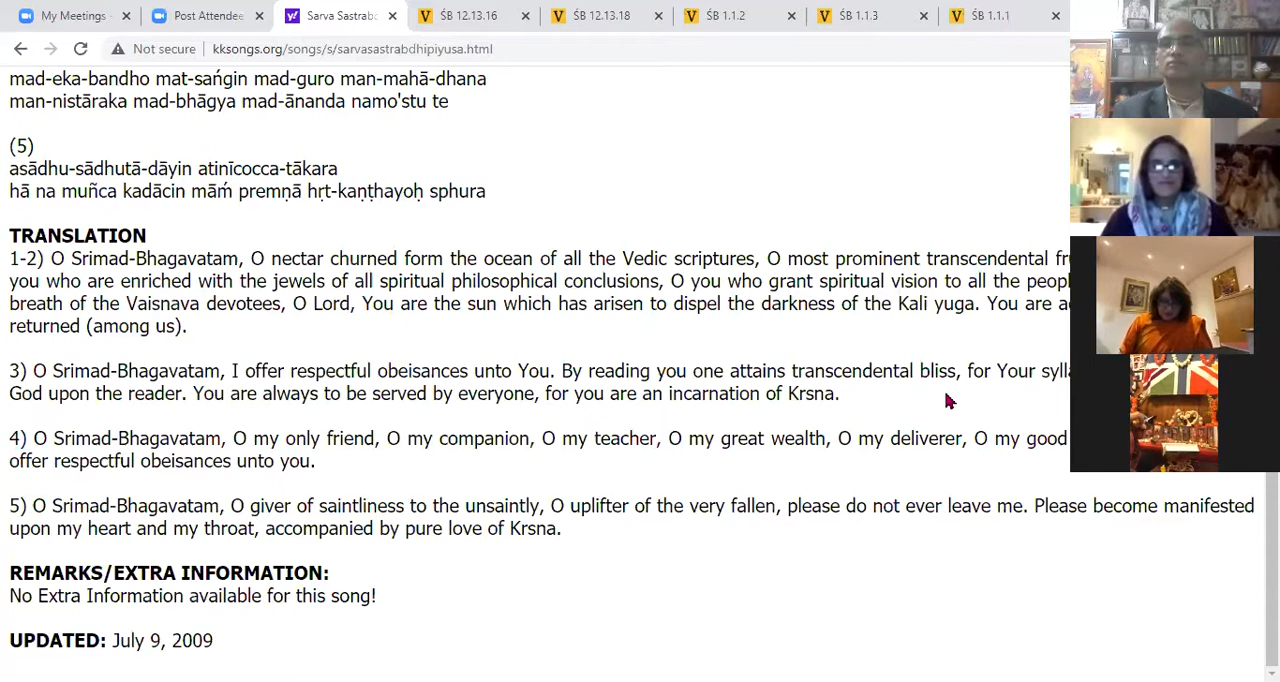 My Meetings -
Post Attendee
Sarva Sastrab
ŚB 12.13.16
ŚB 12.13.18
ŚB 1.1.2
ŚB 1.1.3
ŚB 1.1.1
Not secure
kksongs.org/songs/s/sarvasastrabdhipiyusa.html
mad-eka-bandho mat-sańgin mad-guro man-mahā-dhana
man-nistāraka mad-bhāgya mad-ānanda namo'stu te
(5)
asādhu-sādhutā-dāyin atinīcocca-tākara
hā na muñca kadācin māḿ premṇā hṛt-kaṇṭhayoḥ sphura
TRANSLATION
1-2) O Srimad-Bhagavatam, O nectar churned form the ocean of all the Vedic scriptures, O most prominent transcendental
you who are enriched with the jewels of all spiritual philosophical conclusions, O you who grant spiritual vision to all the
breath of the Vaisnava devotees, O Lord, You are the sun which has arisen to dispel the darkness of the Kali yuga. You are
returned (among us).
3) O Srimad-Bhagavatam, I offer respectful obeisances unto You. By reading you one attains transcendental bliss, for Your
God upon the reader. You are always to be served by everyone, for you are an incarnation of Krsna.
4) O Srimad-Bhagavatam, O my only friend, O my companion, O my teacher, O my great wealth, O my deliverer, O my good
offer respectful obeisances unto you.
5) O Srimad-Bhagavatam, O giver of saintliness to the unsaintly, O uplifter of the very fallen, please do not ever leave me. Please become manifested
upon my heart and my throat, accompanied by pure love of Krsna.
REMARKS/EXTRA INFORMATION:
No Extra Information available for this song!
UPDATED: July 9, 2009